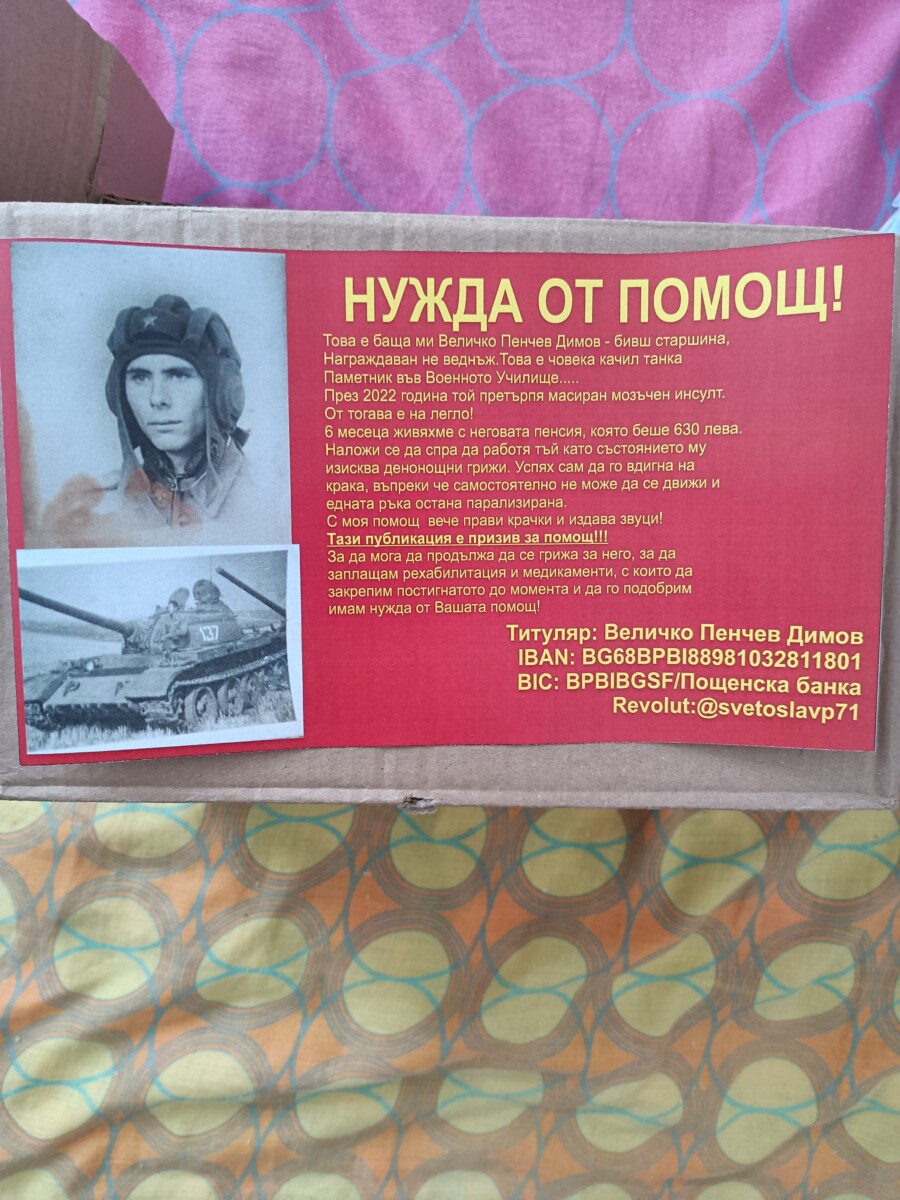 НУЖДА ОТ ПОМОЩ!
Това е баща ми Величко Пенчев Димов - бивш старшина,
Награждаван не веднъж.Това е човека качил танка
Паметник във Военното Училище.....
През 2022 година той претърпя масиран мозъчен инсулт.
От тогава е на легло!
6 месеца живяхме с неговата пенсия, която беше 630 лева.
Наложи се да спра да работя тъй като състоянието му
изисква денонощни грижи. Успях сам да го вдигна на
крака, въпреки че самостоятелно не може да се движи и
едната ръка остана парализирана.
С моя помощ вече прави крачки и издава звуци!
Тази публикация е призив за помощ!!!
За да мога да продължа да се грижа за него, за да
заплащам рехабилитация и медикаменти, с които да
закрепим постигнатото до момента и да го подобрим
имам нужда от Вашата помощ!
Титуляр: Величко Пенчев Димов
IBAN: BG68BPBI88981032811801
BIC: BPBIBGSF/Пощенска банка
Revolut:@svetoslavp71
137